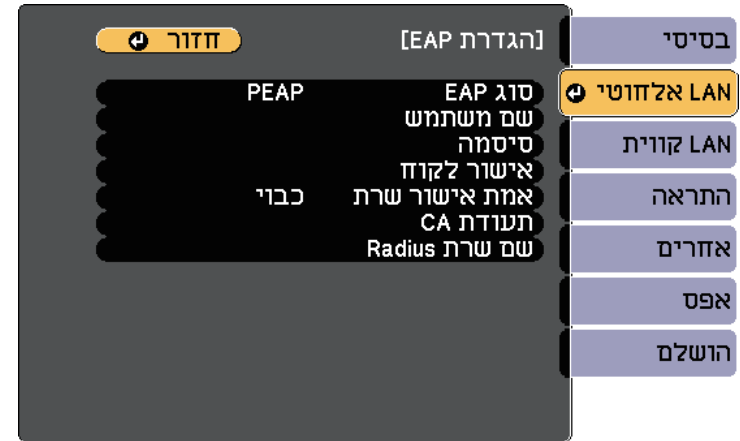 בסיסי
LAN אלחוטי
LAN קווית
התראה
אחרים
אפס
הושלם
[הגדרת EAP] חזור
סוג EAP PEAP
שם משתמש
סיסמה
אישור לקוח
אמת אישור שרת כבוי
תעודת CA
שם שרת Radius